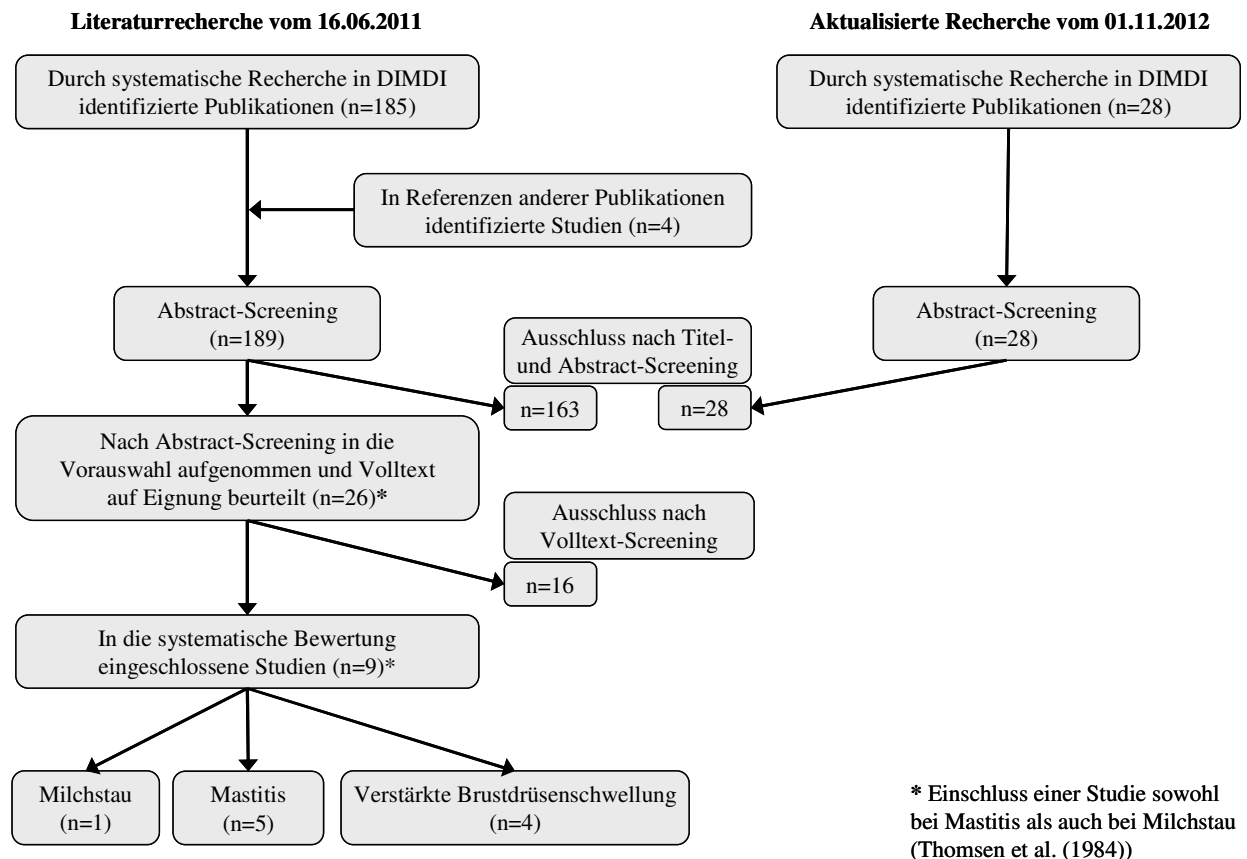 Literaturrecherche vom 16.06.2011
Aktualisierte Recherche vom 01.11.2012
Durch systematische Recherche in DIMDI
identifizierte Publikationen (n=185)
Durch systematische Recherche in DIMDI
identifizierte Publikationen (n=28)
In Referenzen anderer Publikationen
identifizierte Studien (n=4)
Abstract-Screening
(n=189)
Abstract-Screening
(n=28)
Ausschluss nach Titel-
und Abstract-Screening
n=163
n=28
Nach Abstract-Screening in die
Vorauswahl aufgenommen und Volltext
auf Eignung beurteilt (n=26)*
Ausschluss nach
Volltext-Screening
n=16
In die systematische Bewertung
eingeschlossene Studien (n=9)*
Milchstau
(n=1)
Mastitis
(n=5)
Verstärkte Brustdrüsenschwellung
(n=4)
* Einschluss einer Studie sowohl
bei Mastitis als auch bei Milchstau
(Thomsen et al. (1984))